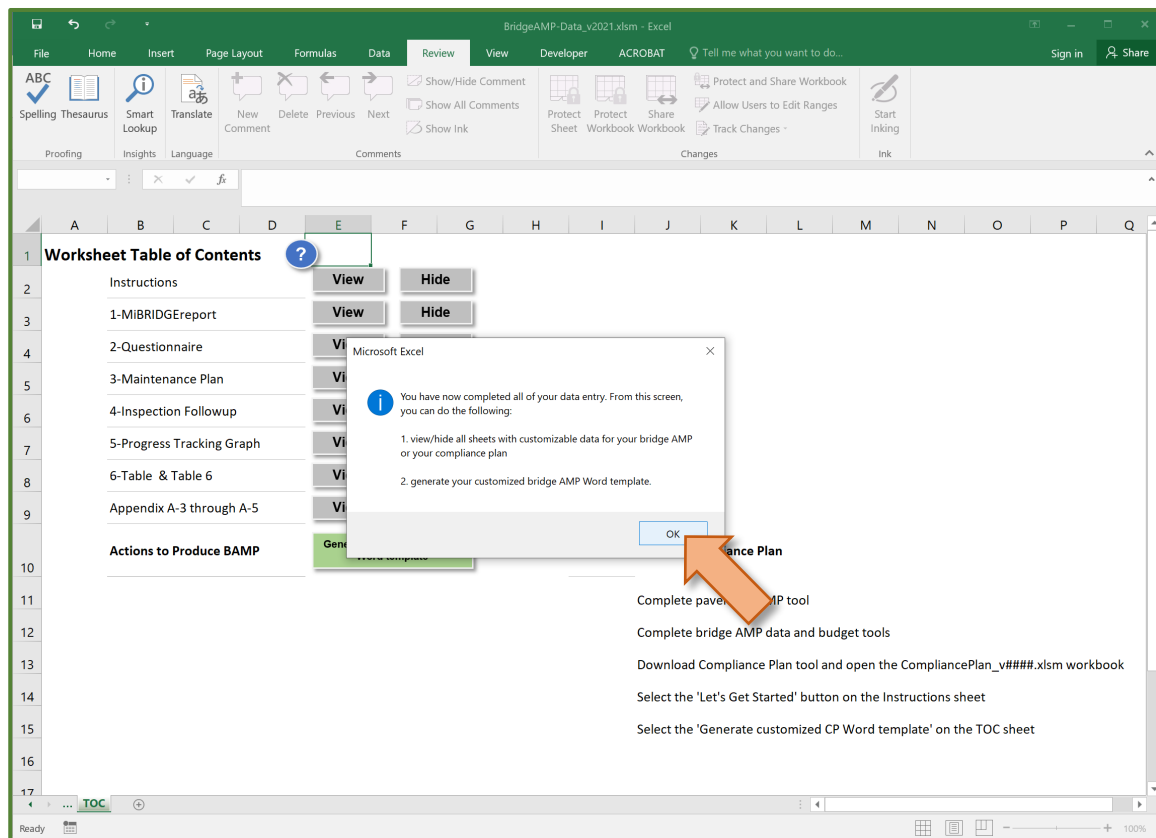 BridgeAMP-Data_v2021.xlsm - Excel
File Home Insert Page Layout Formulas Data Review View Developer ACROBAT Tell me what you want to do... Sign in Share
ABC
Spelling Thesaurus Smart Lookup Translate New Comment Delete Previous Next Show/Hide Comment Show All Comments Show Ink Protect Sheet Protect Workbook Share Workbook Protect and Share Workbook Allow Users to Edit Ranges Track Changes Start Inking
Proofing Insights Language Comments Changes Ink
fx
A B C D E F G H I J K L M N O P Q
1 Worksheet Table of Contents ?
2 Instructions View Hide
3 1-MiBRIDGEreport View Hide
4 2-Questionnaire
5 3-Maintenance Plan
6 4-Inspection Followup
7 5-Progress Tracking Graph
8 6-Table & Table 6
9 Appendix A-3 through A-5
10 Actions to Produce BAMP Word template Plan
Microsoft Excel
You have now completed all of your data entry. From this screen,
you can do the following:
1. view/hide all sheets with customizable data for your bridge AMP
or your compliance plan
2. generate your customized bridge AMP Word template.
OK
11 Complete tool
12 Complete bridge AMP data and budget tools
13 Download Compliance Plan tool and open the CompliancePlan_v####.xlsm workbook
14 Select the 'Let's Get Started' button on the Instructions sheet
15 Select the 'Generate customized CP Word template' on the TOC sheet
16
17
... TOC
Ready 100%